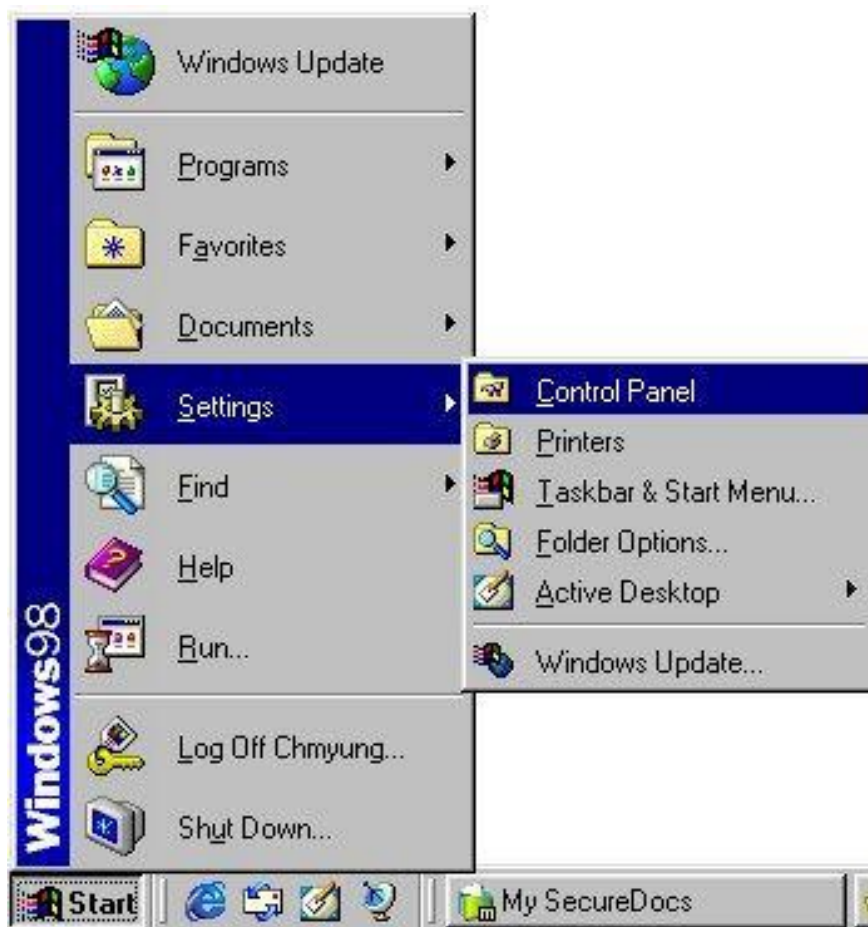 Windows Update
Programs
Favorites
Documents
Settings
Find
Help
Run...
Log Off Chmyung...
Shut Down...
Windows98
Control Panel
Printers
Taskbar & Start Menu...
Folder Options...
Active Desktop
Windows Update...
Start
My SecureDocs